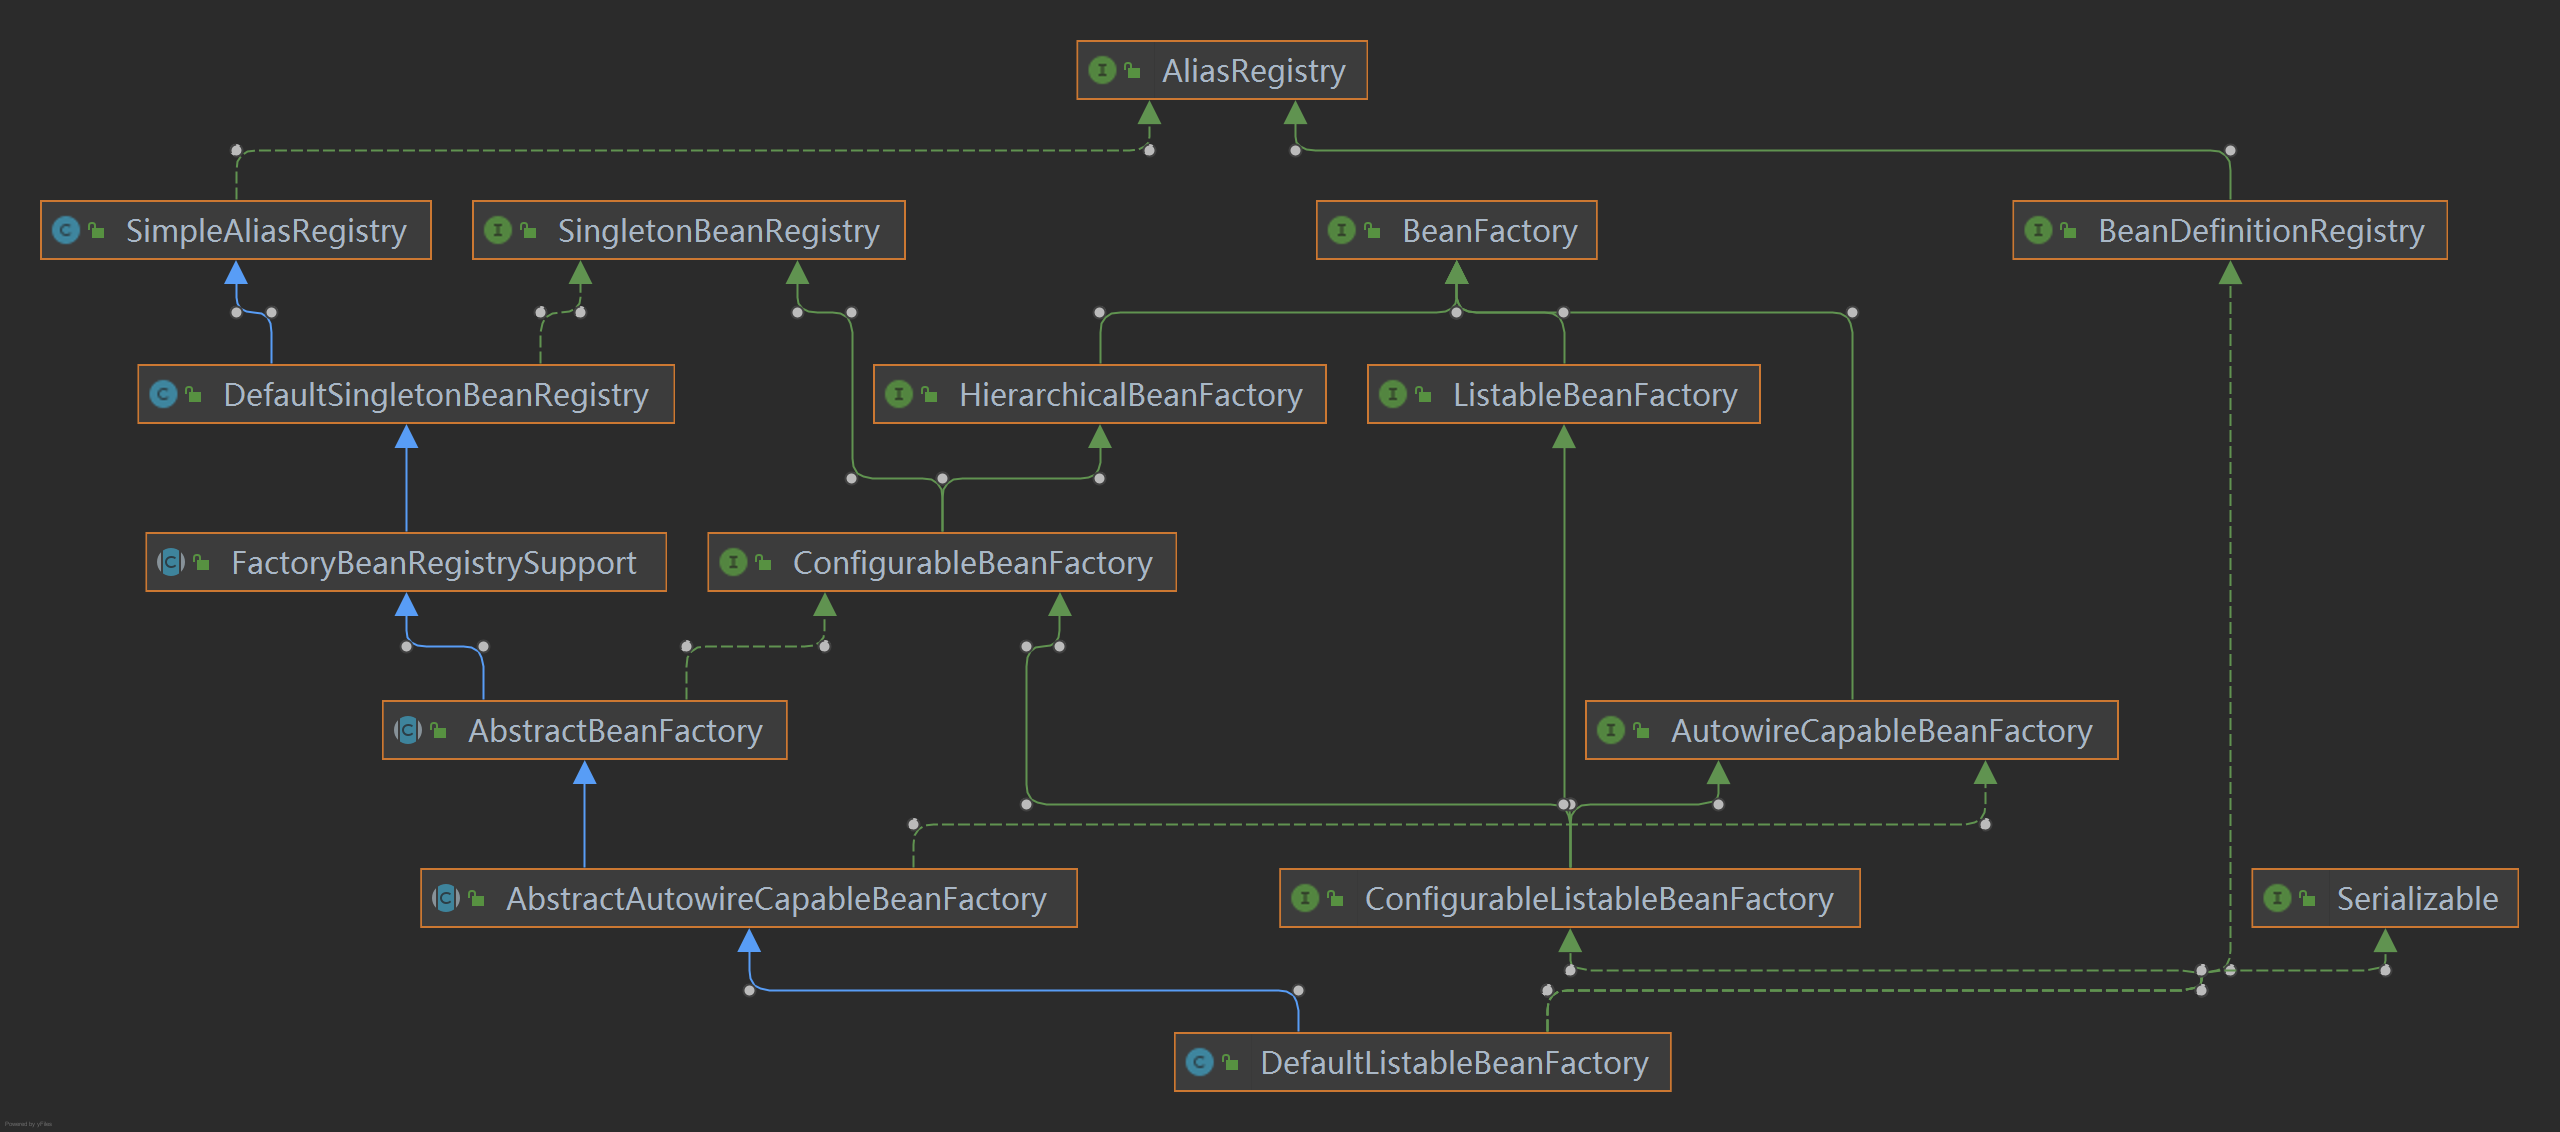 AliasRegistry
SimpleAliasRegistry
SingletonBeanRegistry
BeanFactory
BeanDefinitionRegistry
DefaultSingletonBeanRegistry
HierarchicalBeanFactory
ListableBeanFactory
FactoryBeanRegistrySupport
ConfigurableBeanFactory
AbstractBeanFactory
AutowireCapableBeanFactory
AbstractAutowireCapableBeanFactory
ConfigurableListableBeanFactory
Serializable
DefaultListableBeanFactory
Powered by yFiles